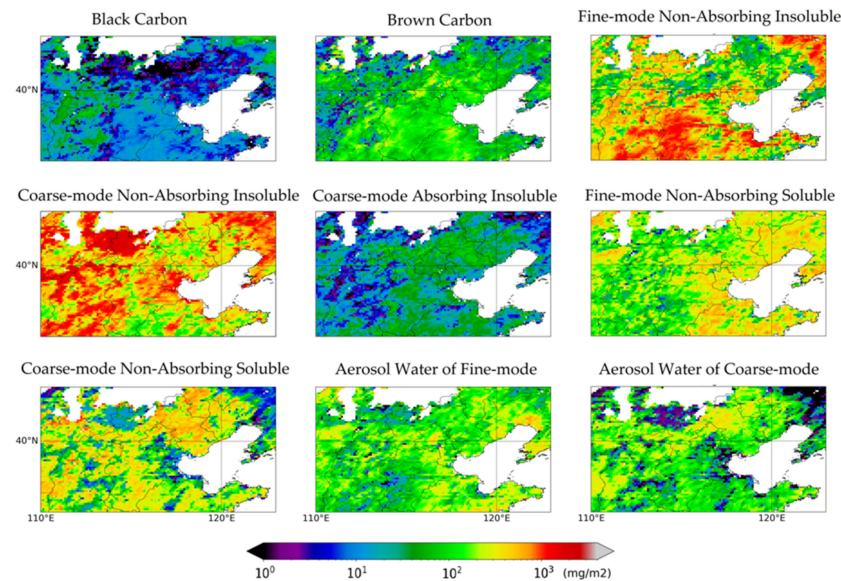 Black Carbon
Brown Carbon
Fine-mode Non-Absorbing Insoluble
40°N
Coarse-mode Non-Absorbing Insoluble
Coarse-mode Absorbing Insoluble
Fine-mode Non-Absorbing Soluble
40°N
Coarse-mode Non-Absorbing Soluble
Aerosol Water of Fine-mode
Aerosol Water of Coarse-mode
40°N
110°E 120°E
110°E 120°E
110°E 120°E
10⁰ 10¹ 10² 10³ (mg/m2)